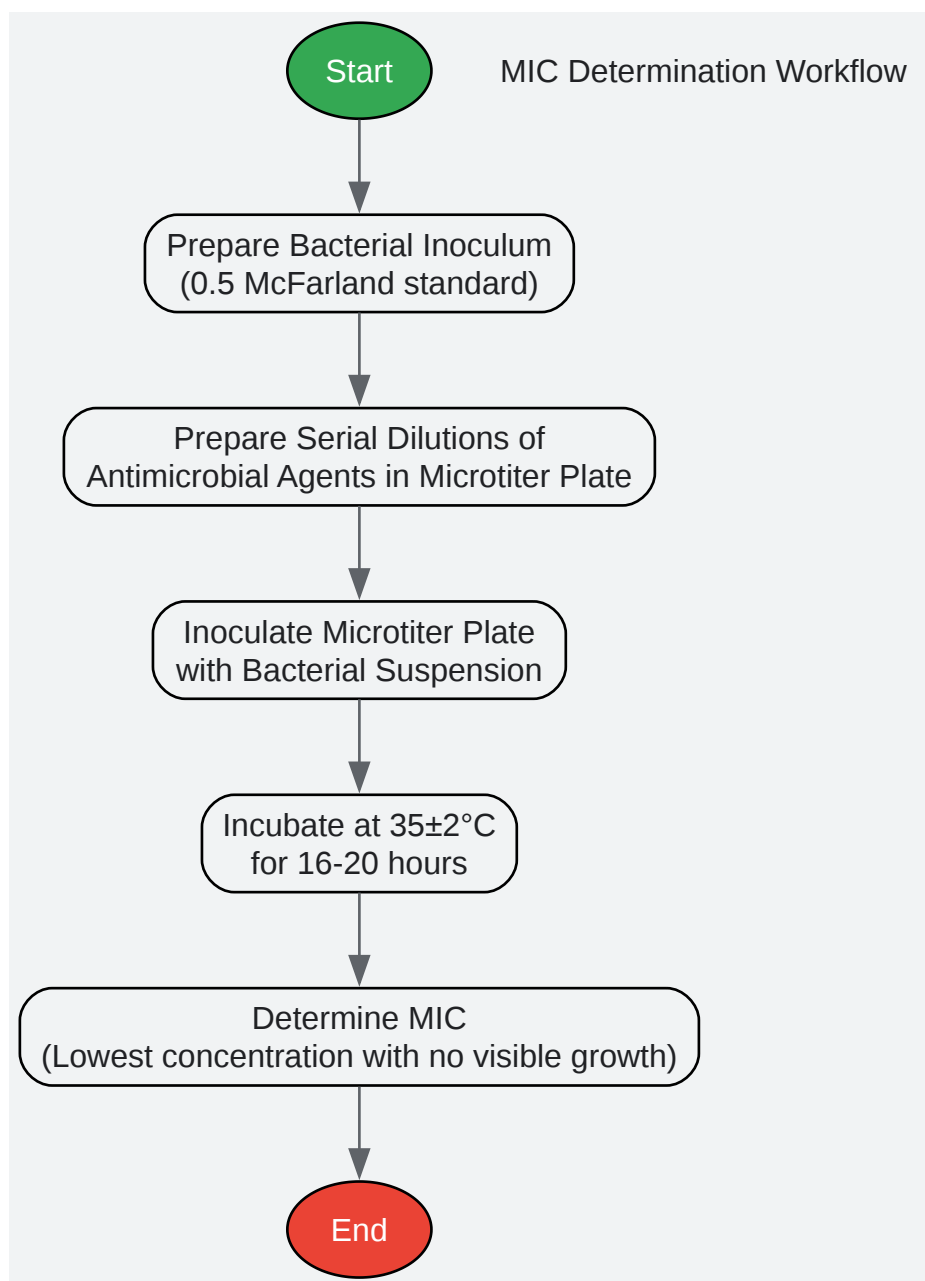 Start
MIC Determination Workflow
Prepare Bacterial Inoculum
(0.5 McFarland standard)
Prepare Serial Dilutions of
Antimicrobial Agents in Microtiter Plate
Inoculate Microtiter Plate
with Bacterial Suspension
Incubate at 35±2°C
for 16-20 hours
Determine MIC
(Lowest concentration with no visible growth)
End